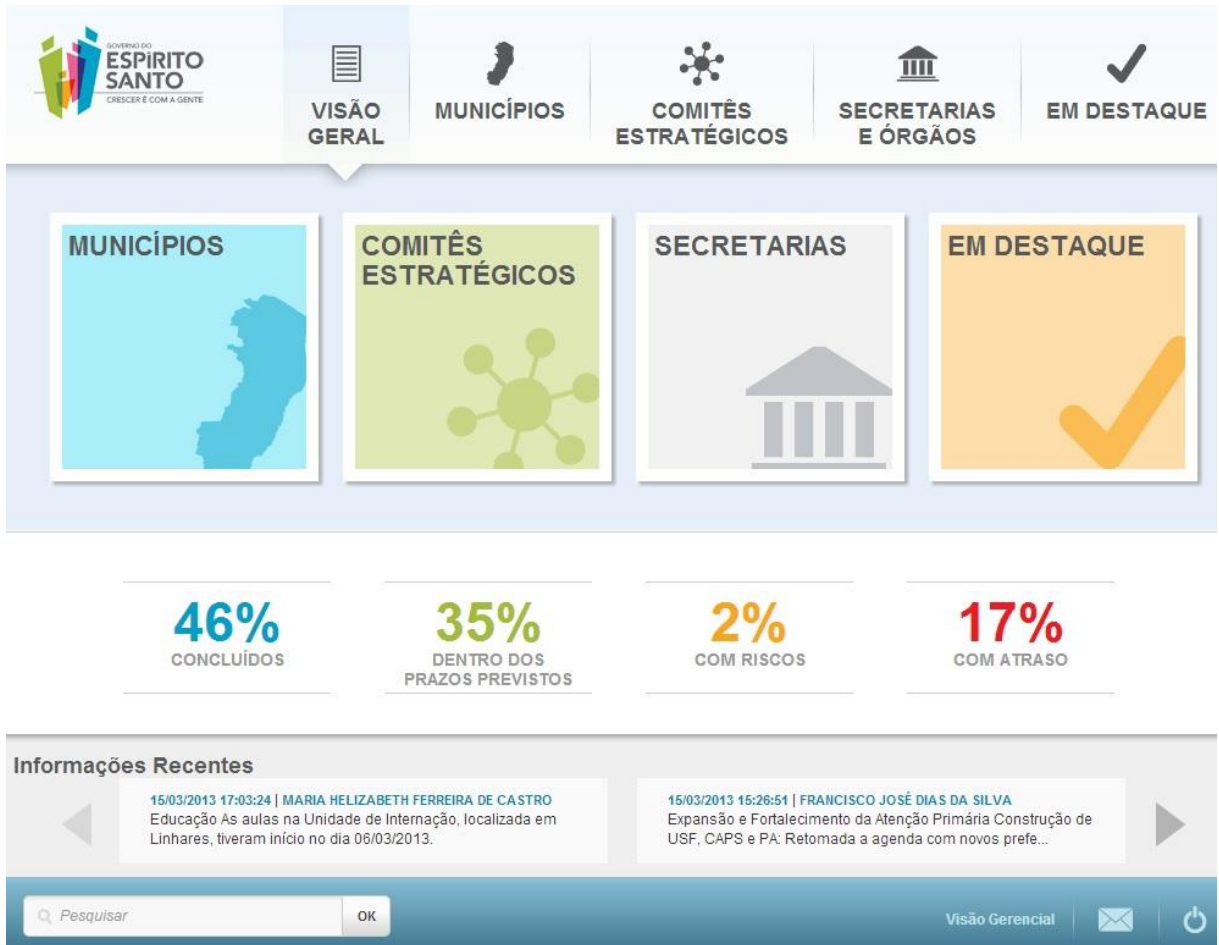 GOVERNO DO
ESPÍRITO
SANTO
CRESCER É COM A GENTE
VISÃO
GERAL
MUNICÍPIOS
COMITÊS
ESTRATÉGICOS
SECRETARIAS
E ÓRGÃOS
EM DESTAQUE
MUNICÍPIOS
COMITÊS
ESTRATÉGICOS
SECRETARIAS
EM DESTAQUE
46%
CONCLUÍDOS
35%
DENTRO DOS
PRAZOS PREVISTOS
2%
COM RISCOS
17%
COM ATRASO
Informações Recentes
15/03/2013 17:03:24 | MARIA HELIZABETH FERREIRA DE CASTRO
Educação As aulas na Unidade de Internação, localizada em
Linhares, tiveram início no dia 06/03/2013.
15/03/2013 15:26:51 | FRANCISCO JOSÉ DIAS DA SILVA
Expansão e Fortalecimento da Atenção Primária Construção de
USF, CAPS e PA: Retomada a agenda com novos prefe...
Pesquisar
OK
Visão Gerencial